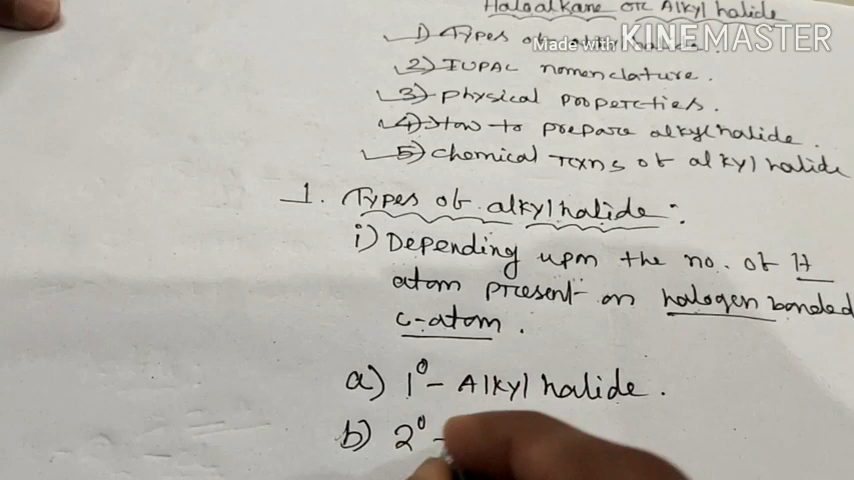 Haloalkane or Alkyl halide
1) Types of alkyl halide.
Made with KINEMASTER
2) IUPAC nomenclature.
3) physical properties.
4) How to prepare alkyl halide.
5) chemical rxns of alkyl halide
1. Types of alkyl halide:
i) Depending upon the no. of H
atom present on halogen bonded
C-atom.
a) 1° - Alkyl halide.
b) 2° -